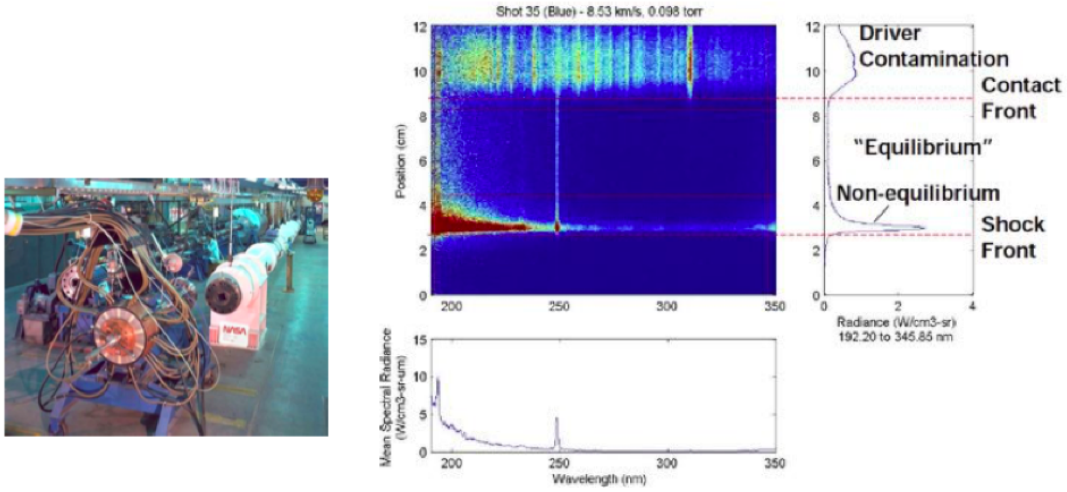 Shot 35 (Blue) - 8.53 km/s, 0.098 torr
12
10
8
6
4
2
0
Position (cm)
200
250
300
350
12
10
8
6
4
2
0
0
2
4
Radiance (W/cm3-sr)
192.20 to 345.85 nm
Driver
Contamination
Contact
Front
"Equilibrium"
Non-equilibrium
Shock
Front
NASA
15
10
5
0
Mean Spectral Radiance
(W/cm3-sr-um)
200
250
300
350
Wavelength (nm)